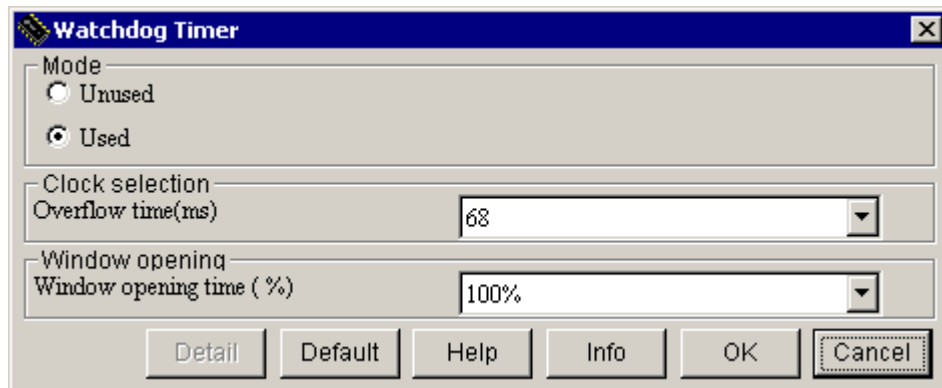 Watchdog Timer
Mode
Unused
Used
Clock selection
Overflow time(ms)
68
Window opening
Window opening time ( %)
100%
Detail Default Help Info OK Cancel